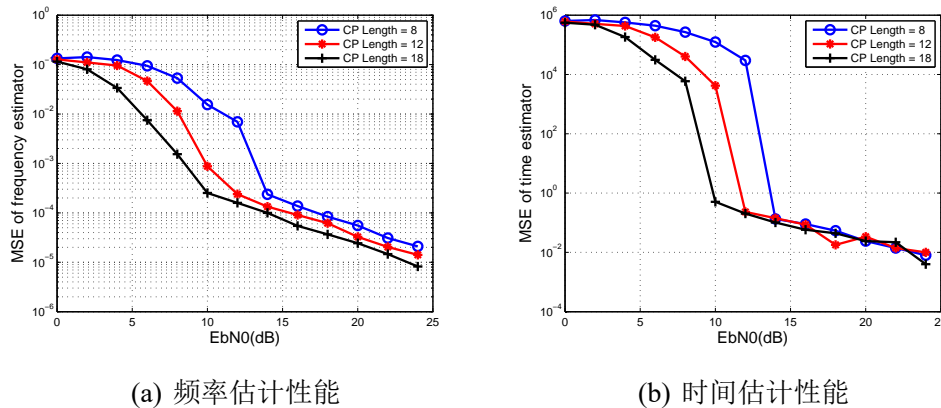 CP Length = 8
CP Length = 12
CP Length = 18
MSE of frequency estimator
10^0
10^-1
10^-2
10^-3
10^-4
10^-5
10^-6
0 5 10 15 20 25
EbN0(dB)
(a) 频率估计性能
CP Length = 8
CP Length = 12
CP Length = 18
MSE of time estimator
10^6
10^4
10^2
10^0
10^-2
10^-4
0 5 10 15 20 25
EbN0(dB)
(b) 时间估计性能